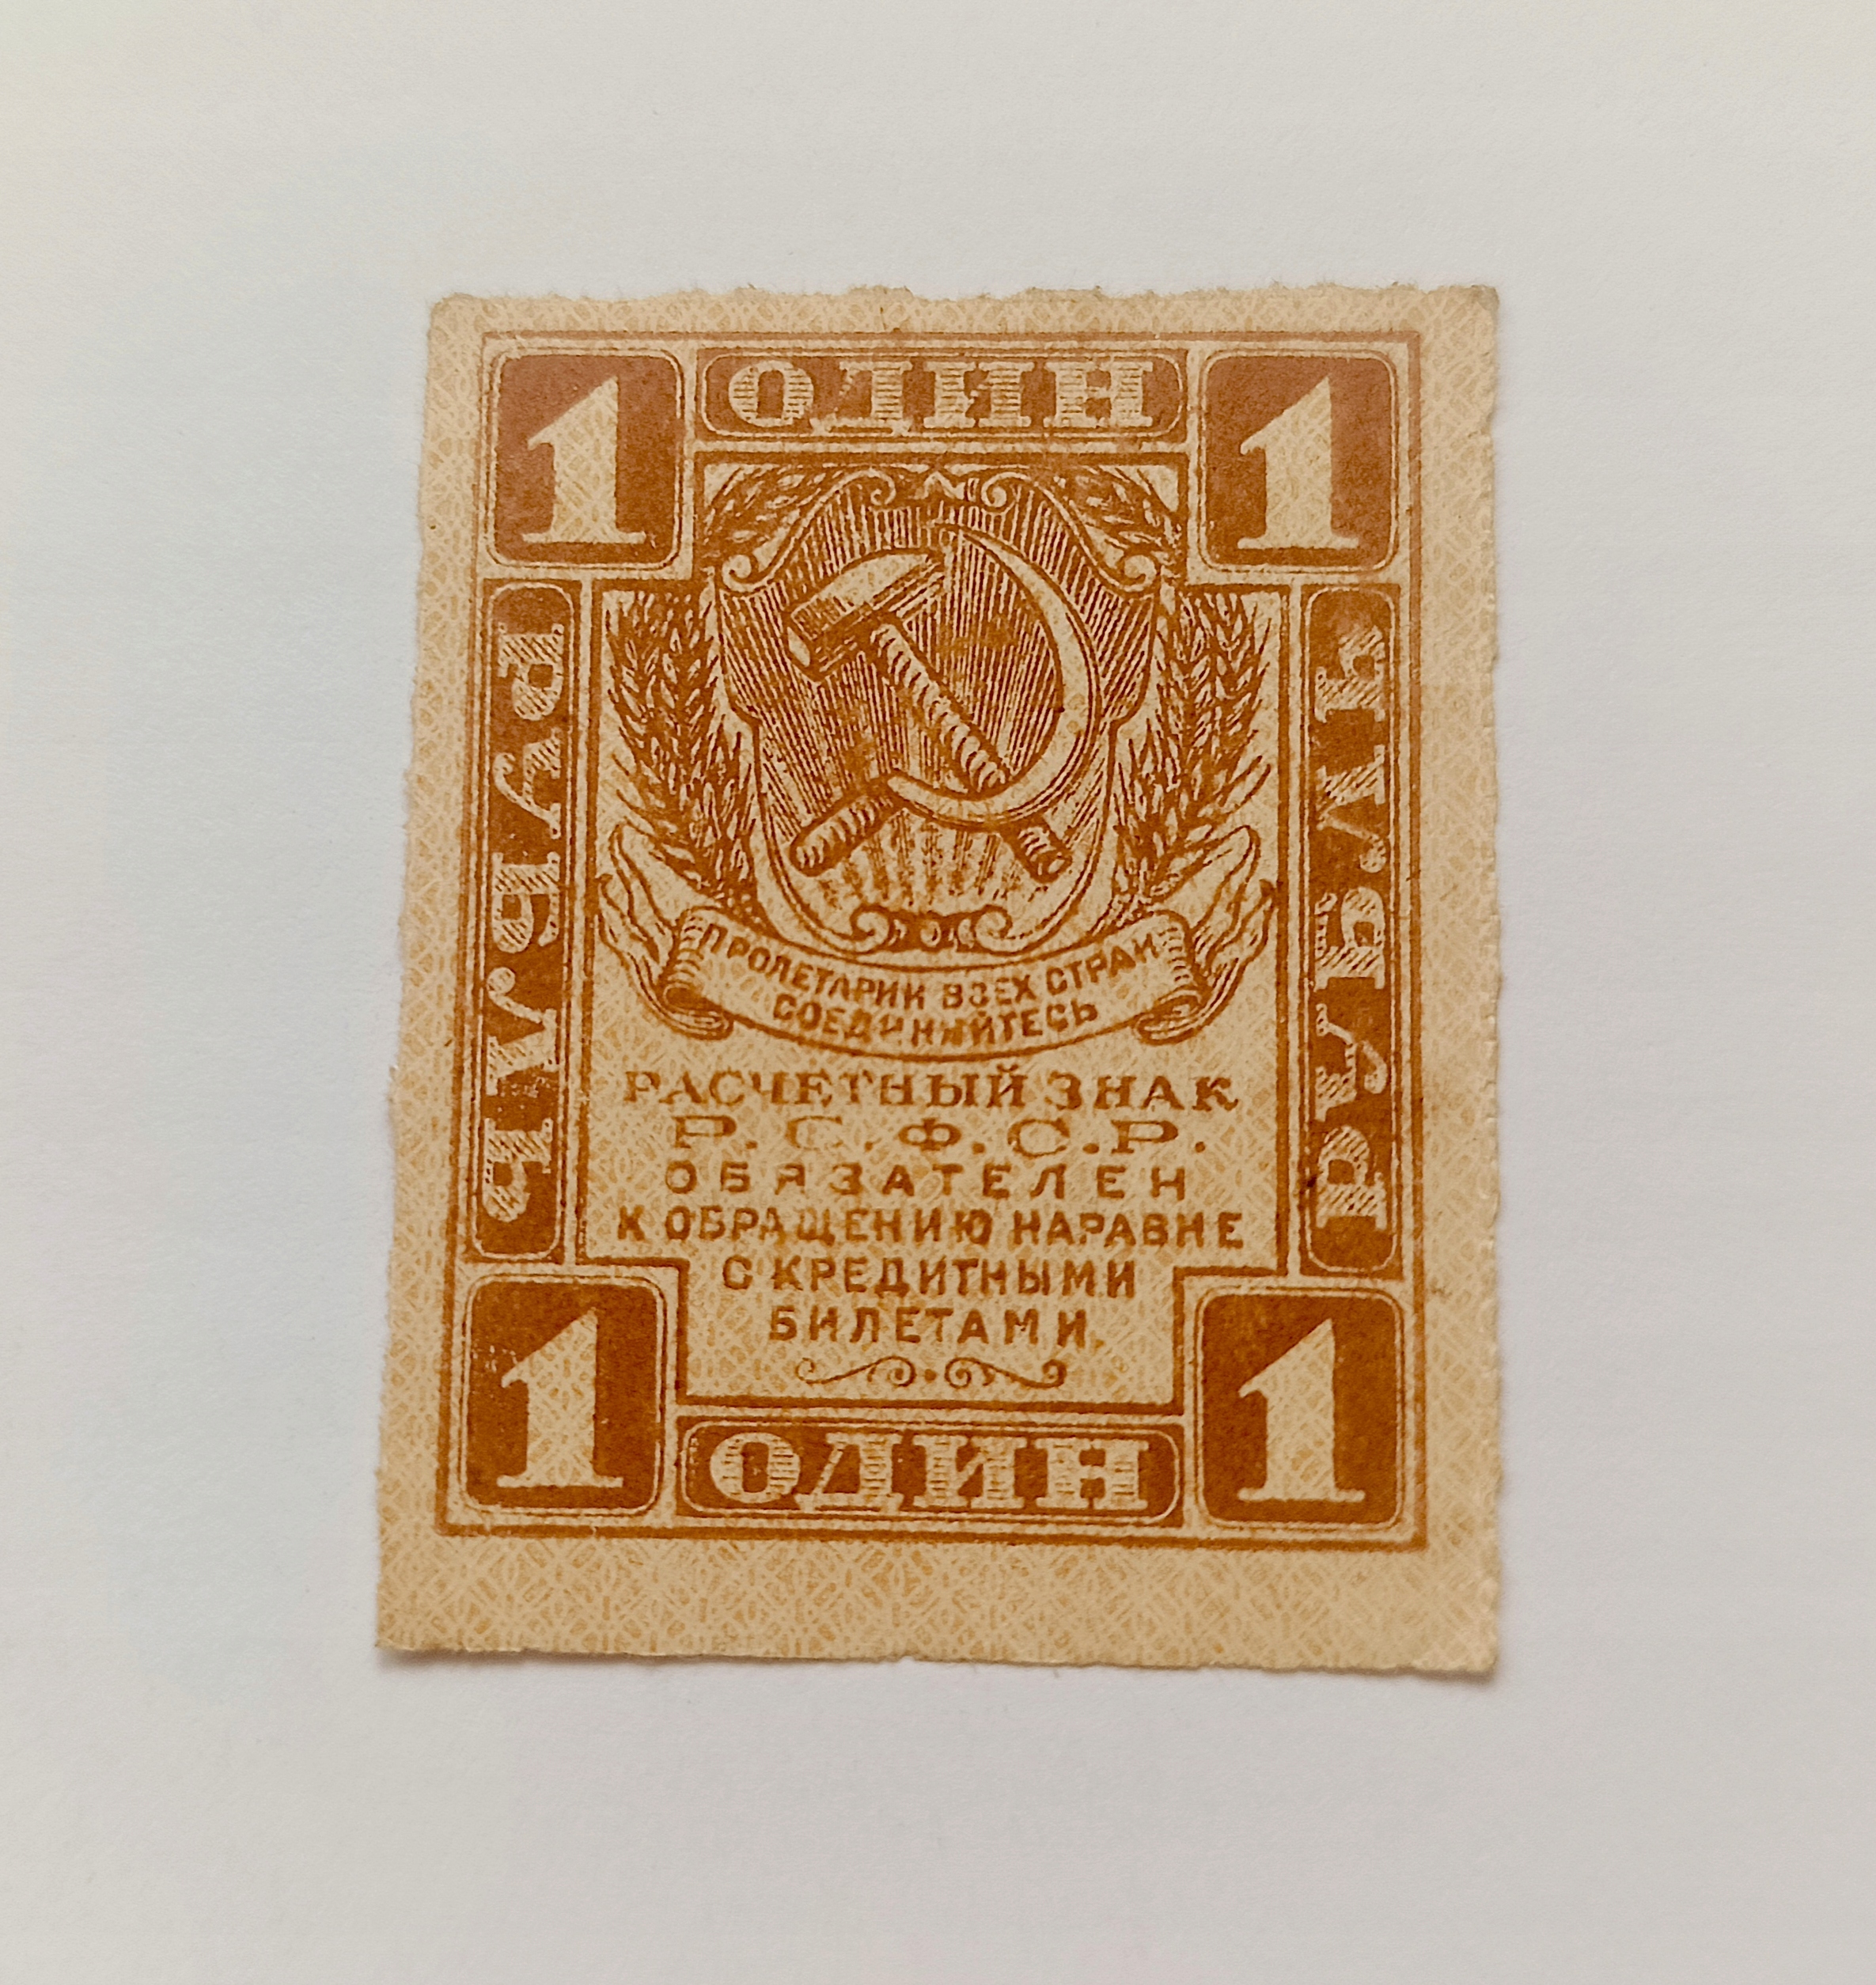 1 ОДИН 1
РУБЛЬ
РУБЛЬ
ПРОЛЕТАРИИ ВСЕХ СТРАН
СОЕДИНЯЙТЕСЬ
РАСЧЕТНЫЙ ЗНАК
Р. С. Ф. С. Р.
ОБЯЗАТЕЛЕН
К ОБРАЩЕНИЮ НАРАВНЕ
С КРЕДИТНЫМИ
БИЛЕТАМИ.
1 ОДИН 1